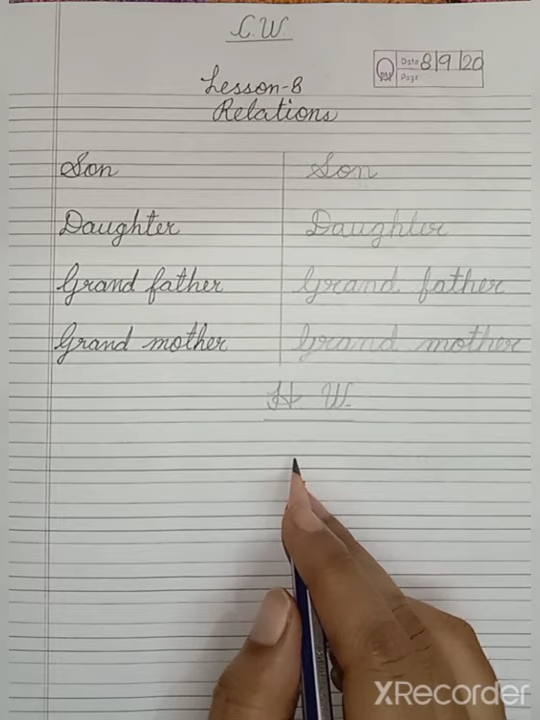 C.W.
Date 8/9/20
Page
Lesson-8
Relations
Son Son
Daughter Daughter
Grand father Grand father
Grand mother Grand mother
H.W.
XRecorder